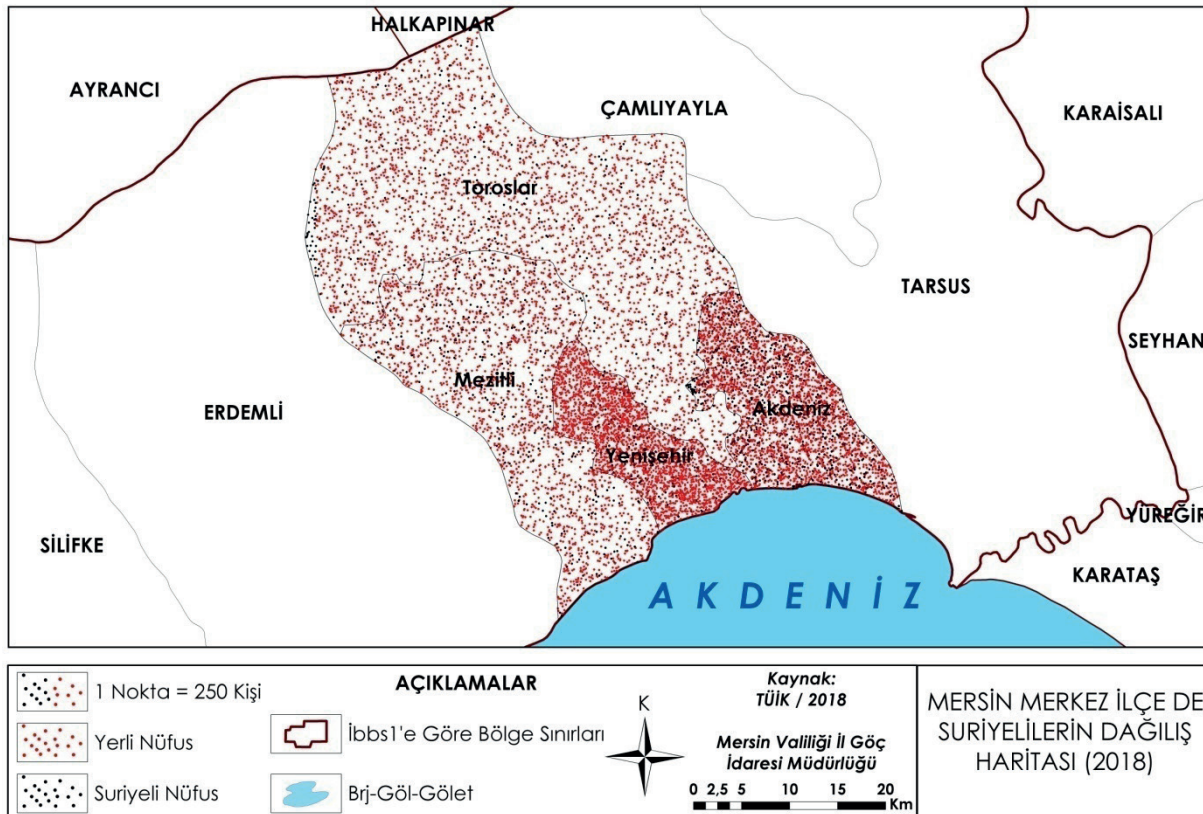 HALKAPINAR
AYRANCI
ÇAMLIYAYLA
KARAİSALI
Toroslar
TARSUS
SEYHAN
Mezitli
ERDEMLİ
Akdeniz
Yenişehir
YÜREĞİR
SİLİFKE
KARATAŞ
AKDENİZ
1 Nokta = 250 Kişi
Yerli Nüfus
Suriyeli Nüfus
AÇIKLAMALAR
İbbs1'e Göre Bölge Sınırları
Brj-Göl-Gölet
K
Kaynak:
TÜİK / 2018
Mersin Valiliği İl Göç
İdaresi Müdürlüğü
0 2,5 5 10 15 20
Km
MERSİN MERKEZ İLÇE DE
SURİYELİLERİN DAĞILIŞ
HARİTASI (2018)